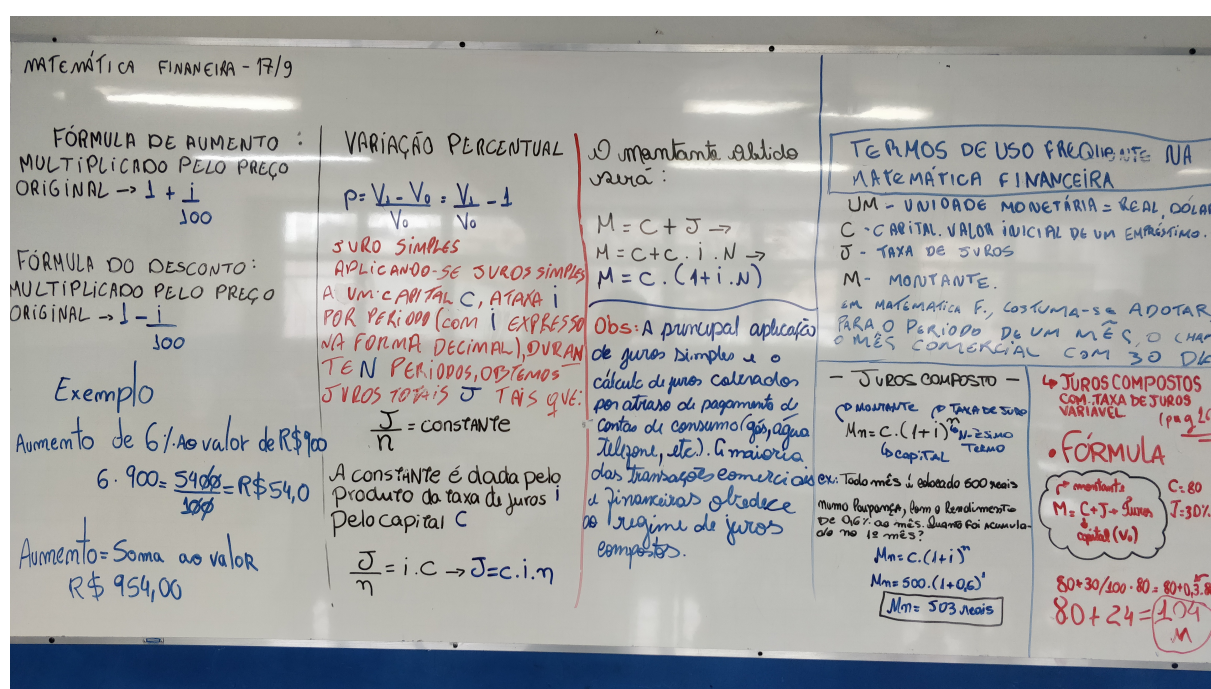 MATEMÁTICA FINANEIRA - 17/9
FÓRMULA DE AUMENTO :
MULTIPLICADO PELO PREÇO
ORIGINAL → 1 + i/100
FÓRMULA DO DESCONTO:
MULTIPLICADO PELO PREÇO
ORIGINAL → 1 - i/100
Exemplo
Aumento de 6%. Ao valor de R$900
6 . 900 = 5400/100 = R$54,0
Aumento = Soma ao valor
R$ 954,00
VARIAÇÃO PERCENTUAL
P = V₁ - V₀/V₀ = V₁/V₀ - 1
JURO SIMPLES
APLICANDO-SE JUROS SIMPLES
A UM CAPITAL C, A TAXA i
POR PERÍODO (COM i EXPRESSO
NA FORMA DECIMAL), DURAN
TE N PERÍODOS, OBTEMOS
JUROS TOTAIS J TAIS QUE:
J/n = CONSTANTE
A CONSTANTE é dada pelo
produto da taxa de juros i
pelo capital C
J/n = i.C → J=c.i.n
O montante obtido
será :
M = C + J →
M = C + C . i . N →
M = C . (1+i.N)
Obs: A principal aplicação
de juros simples e o
cálculo de juros cobrados
por atraso de pagamento de
contas de consumo (gás, água
telefone, etc.). A maioria
das transações comerciais
e financeiras obedece
ao regime de juros
compostos.
TERMOS DE USO FREQUENTE NA
MATEMÁTICA FINANCEIRA
UM - UNIDADE MONETÁRIA = REAL, DÓLAR
C - CAPITAL. VALOR INICIAL DE UM EMPRÉSTIMO.
J - TAXA DE JUROS
M - MONTANTE.
EM MATEMATICA F., COSTUMA-SE ADOTAR
PARA O PERÍODO DE UM MÊS, O CHAM
O MÊS COMERCIAL COM 30 DIA
- JUROS COMPOSTO -
MONTANTE TAXA DE JURO
Mn = C . (1+i)ⁿ N-ÉSIMO
TERMO
CAPITAL
ex: Todo mês é colocado 500 reais
numa Poupança, com o Rendimento
DE 0,6% ao mês. Quanto foi acumula-
do no 1º mês?
Mn = C.(1+i)ⁿ
Mn = 500.(1+0,6)¹
Mn = 503 reais
↳ JUROS COMPOSTOS
COM TAXA DE JUROS
VARIAVEL
(pag
• FÓRMULA
montante
M = C+J → Juros
capital (V₀)
C = 80
J = 30%
80+30/100 . 80 = 80+0,3.8
80+24 = 104
M